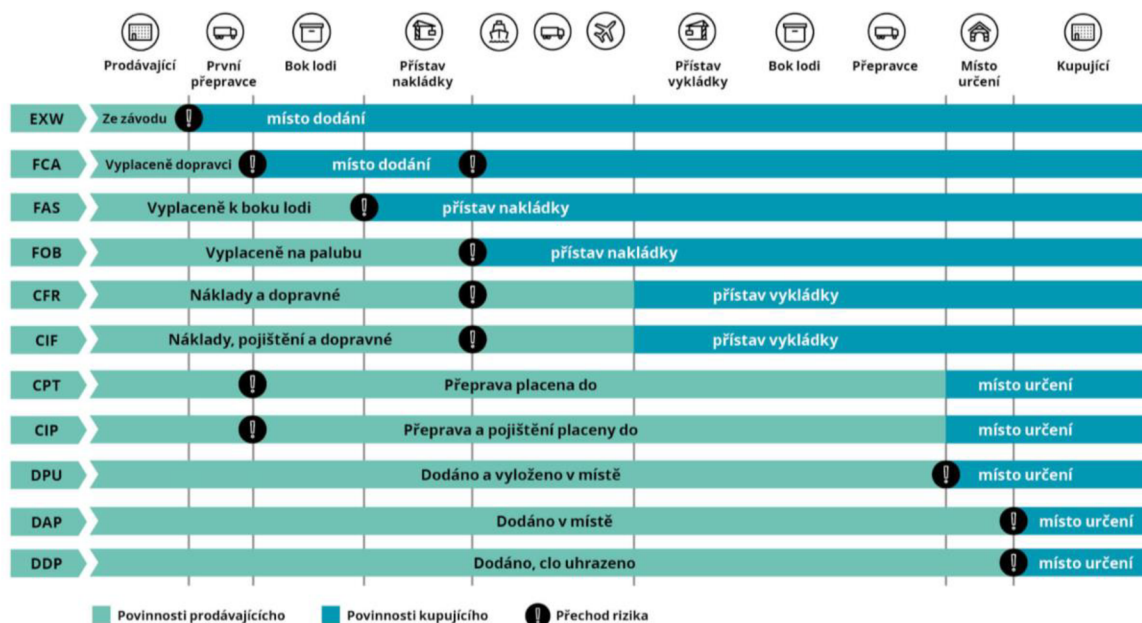 Prodávající
První
přepravce
Bok lodi
Přístav
nakládky
Přístav
vykládky
Bok lodi
Přepravce
Místo
určení
Kupující
EXW Ze závodu ! místo dodání
FCA Vyplaceně dopravci ! místo dodání !
FAS Vyplaceně k boku lodi ! přístav nakládky
FOB Vyplaceně na palubu ! přístav nakládky
CFR Náklady a dopravné ! přístav vykládky
CIF Náklady, pojištění a dopravné ! přístav vykládky
CPT ! Přeprava placena do místo určení
CIP ! Přeprava a pojištění placeny do místo určení
DPU Dodáno a vyloženo v místě ! místo určení
DAP Dodáno v místě ! místo určení
DDP Dodáno, clo uhrazeno ! místo určení
Povinnosti prodávajícícho Povinnosti kupujícího ! Přechod rizika